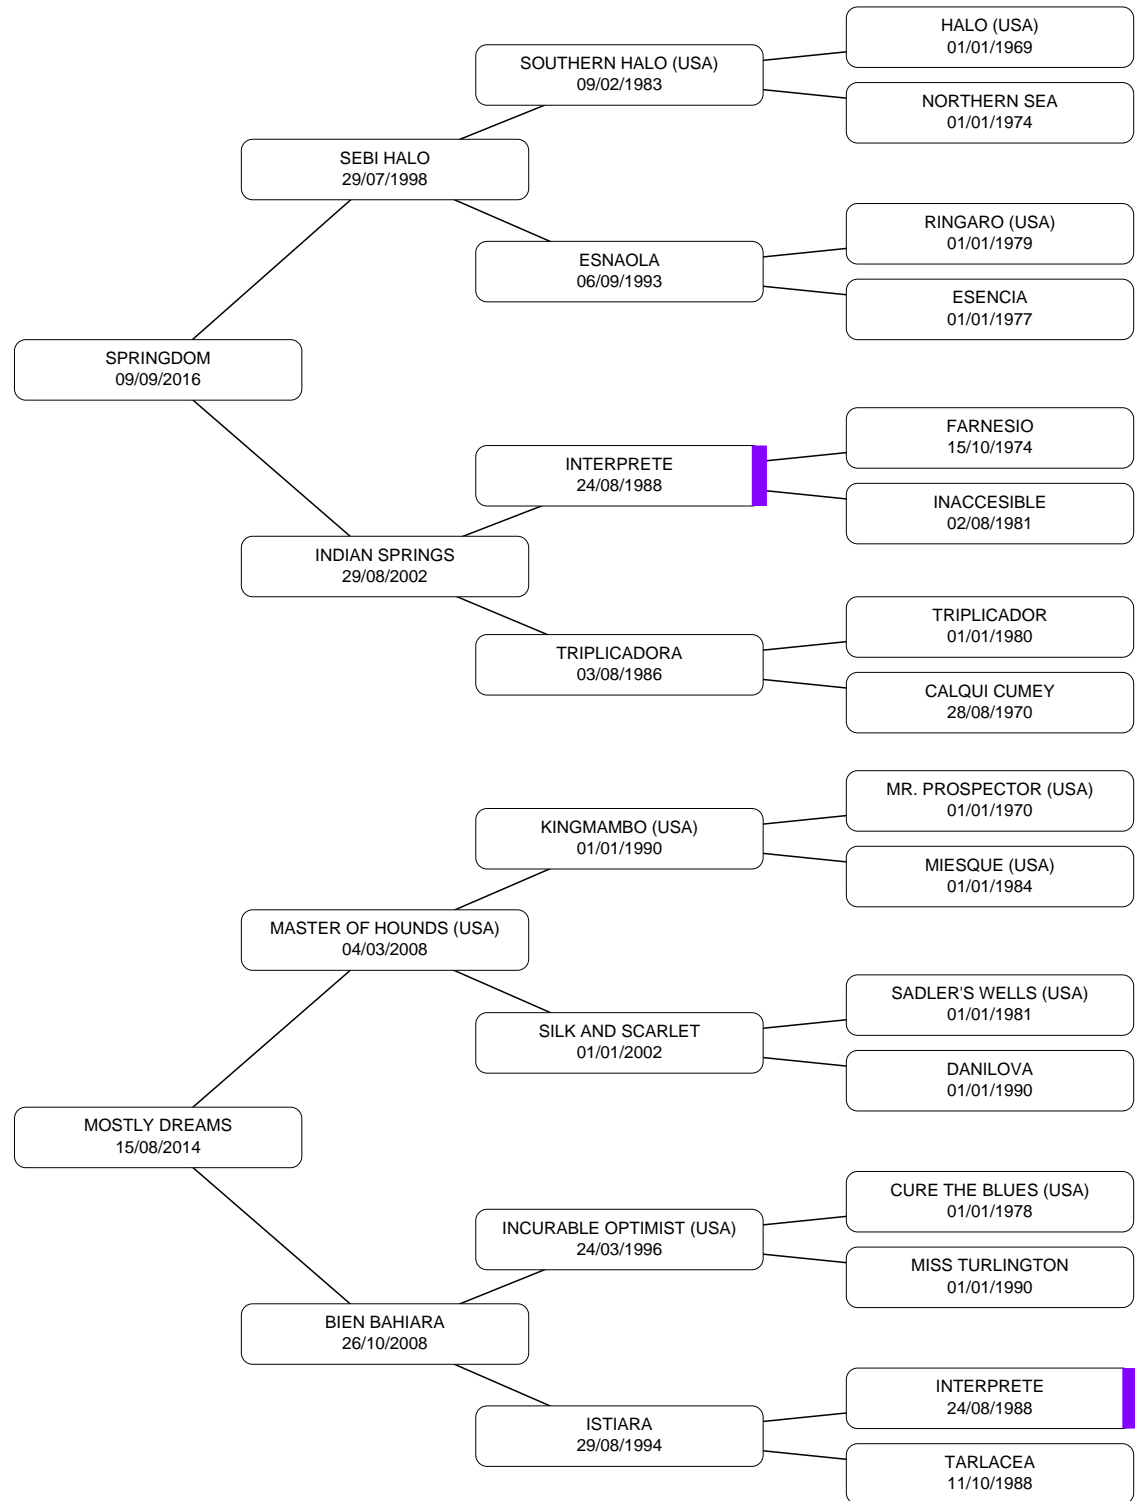 HALO (USA)
01/01/1969
SOUTHERN HALO (USA)
09/02/1983
NORTHERN SEA
01/01/1974
SEBI HALO
29/07/1998
RINGARO (USA)
01/01/1979
ESNAOLA
06/09/1993
ESENCIA
01/01/1977
SPRINGDOM
09/09/2016
FARNESIO
15/10/1974
INTERPRETE
24/08/1988
INACCESIBLE
02/08/1981
INDIAN SPRINGS
29/08/2002
TRIPLICADOR
01/01/1980
TRIPLICADORA
03/08/1986
CALQUI CUMEY
28/08/1970
MR. PROSPECTOR (USA)
01/01/1970
KINGMAMBO (USA)
01/01/1990
MIESQUE (USA)
01/01/1984
MASTER OF HOUNDS (USA)
04/03/2008
SADLER'S WELLS (USA)
01/01/1981
SILK AND SCARLET
01/01/2002
DANILOVA
01/01/1990
MOSTLY DREAMS
15/08/2014
CURE THE BLUES (USA)
01/01/1978
INCURABLE OPTIMIST (USA)
24/03/1996
MISS TURLINGTON
01/01/1990
BIEN BAHIARA
26/10/2008
INTERPRETE
24/08/1988
ISTIARA
29/08/1994
TARLACEA
11/10/1988